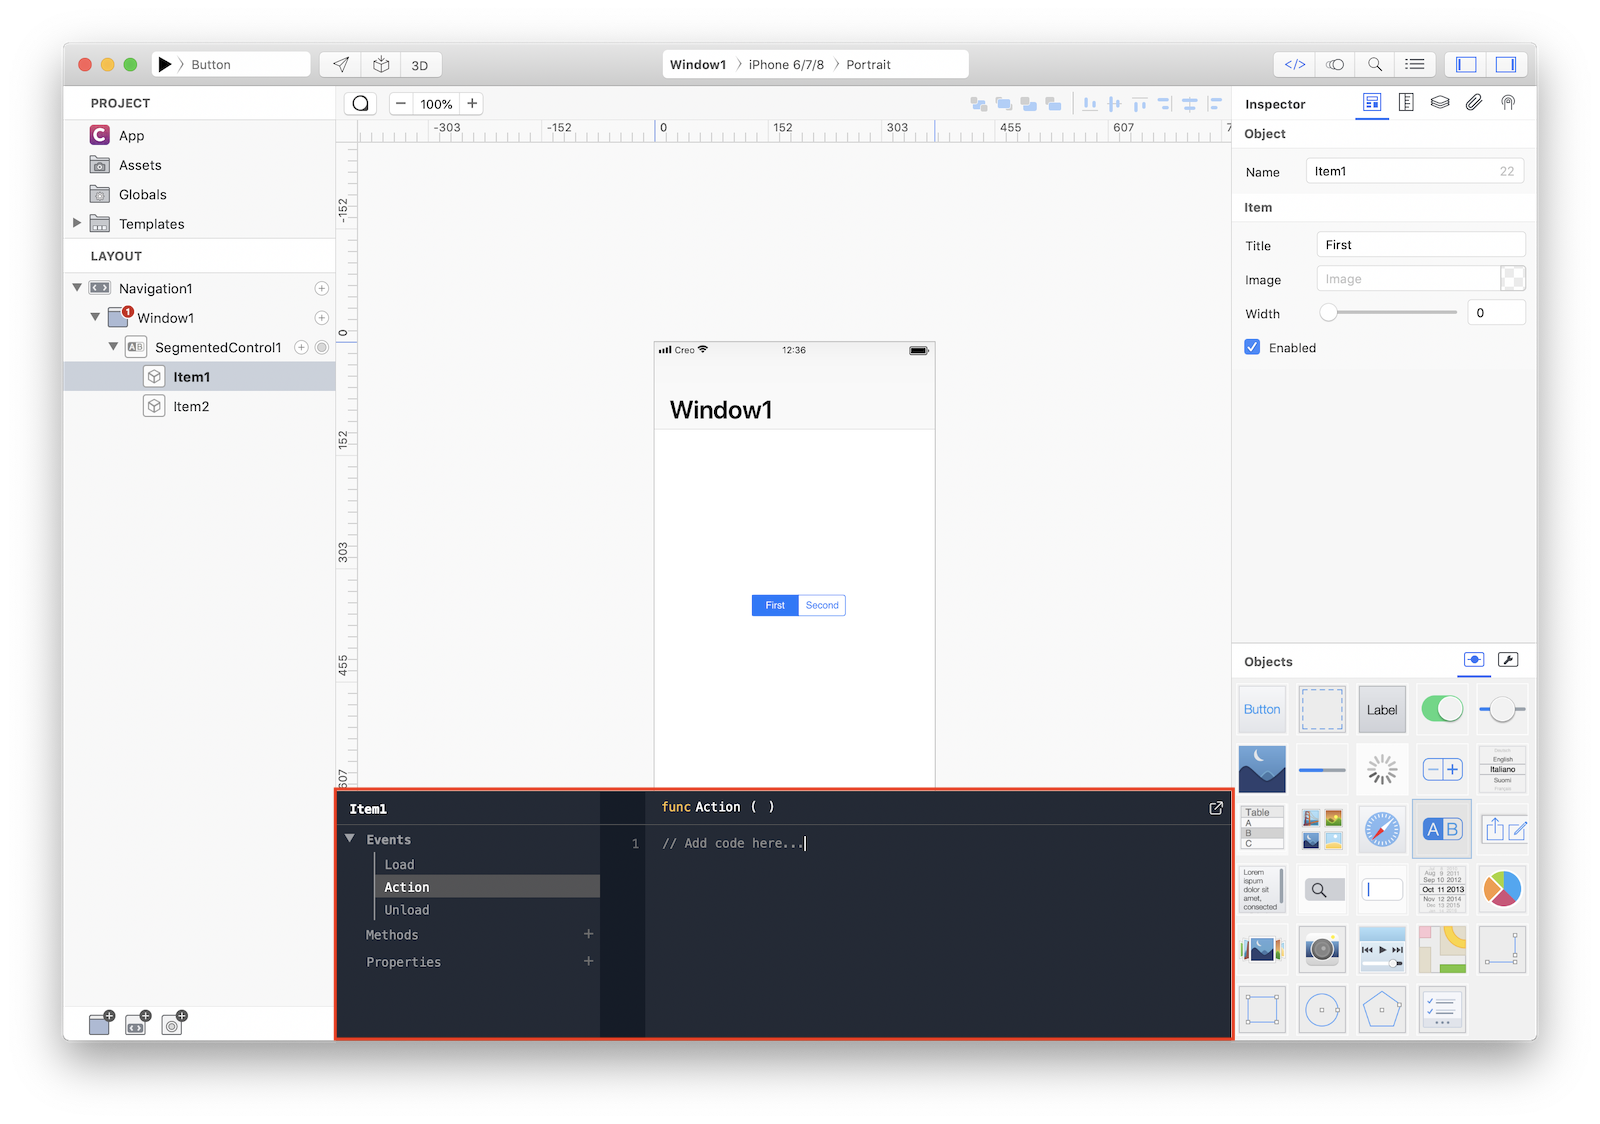 Button
3D
Window1 〉 iPhone 6/7/8 〉 Portrait
</>
PROJECT
App
Assets
Globals
Templates
LAYOUT
Navigation1
1
Window1
SegmentedControl1
Item1
Item2
100%
-303 -152 0 152 303 455 607 7
-152
0
152
303
455
607
Creo 12:36
Window1
First Second
Item1
Events
Load
Action
Unload
Methods +
Properties +
func Action ( )
1 // Add code here...
Inspector
Object
Name Item1 22
Item
Title First
Image Image
Width 0
Enabled
Objects
Button
Label
English
Italiano
Suomi
Table
A
B
C
A B
Lorem
ispum
dolor sit
amet,
consected
Aug 9 2011
Sep 10 2012
Oct 11 2013
Nov 12 2014
Dec 13 2015